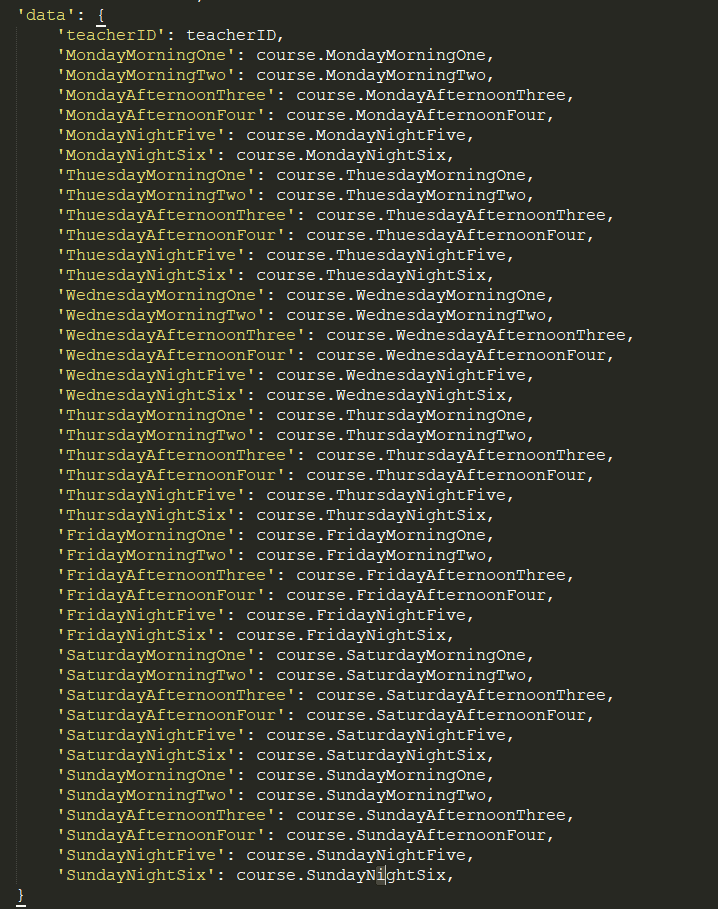 'data': {
'teacherID': teacherID,
'MondayMorningOne': course.MondayMorningOne,
'MondayMorningTwo': course.MondayMorningTwo,
'MondayAfternoonThree': course.MondayAfternoonThree,
'MondayAfternoonFour': course.MondayAfternoonFour,
'MondayNightFive': course.MondayNightFive,
'MondayNightSix': course.MondayNightSix,
'ThuesdayMorningOne': course.ThuesdayMorningOne,
'ThuesdayMorningTwo': course.ThuesdayMorningTwo,
'ThuesdayAfternoonThree': course.ThuesdayAfternoonThree,
'ThuesdayAfternoonFour': course.ThuesdayAfternoonFour,
'ThuesdayNightFive': course.ThuesdayNightFive,
'ThuesdayNightSix': course.ThuesdayNightSix,
'WednesdayMorningOne': course.WednesdayMorningOne,
'WednesdayMorningTwo': course.WednesdayMorningTwo,
'WednesdayAfternoonThree': course.WednesdayAfternoonThree,
'WednesdayAfternoonFour': course.WednesdayAfternoonFour,
'WednesdayNightFive': course.WednesdayNightFive,
'WednesdayNightSix': course.WednesdayNightSix,
'ThursdayMorningOne': course.ThursdayMorningOne,
'ThursdayMorningTwo': course.ThursdayMorningTwo,
'ThursdayAfternoonThree': course.ThursdayAfternoonThree,
'ThursdayAfternoonFour': course.ThursdayAfternoonFour,
'ThursdayNightFive': course.ThursdayNightFive,
'ThursdayNightSix': course.ThursdayNightSix,
'FridayMorningOne': course.FridayMorningOne,
'FridayMorningTwo': course.FridayMorningTwo,
'FridayAfternoonThree': course.FridayAfternoonThree,
'FridayAfternoonFour': course.FridayAfternoonFour,
'FridayNightFive': course.FridayNightFive,
'FridayNightSix': course.FridayNightSix,
'SaturdayMorningOne': course.SaturdayMorningOne,
'SaturdayMorningTwo': course.SaturdayMorningTwo,
'SaturdayAfternoonThree': course.SaturdayAfternoonThree,
'SaturdayAfternoonFour': course.SaturdayAfternoonFour,
'SaturdayNightFive': course.SaturdayNightFive,
'SaturdayNightSix': course.SaturdayNightSix,
'SundayMorningOne': course.SundayMorningOne,
'SundayMorningTwo': course.SundayMorningTwo,
'SundayAfternoonThree': course.SundayAfternoonThree,
'SundayAfternoonFour': course.SundayAfternoonFour,
'SundayNightFive': course.SundayNightFive,
'SundayNightSix': course.SundayNightSix,
}